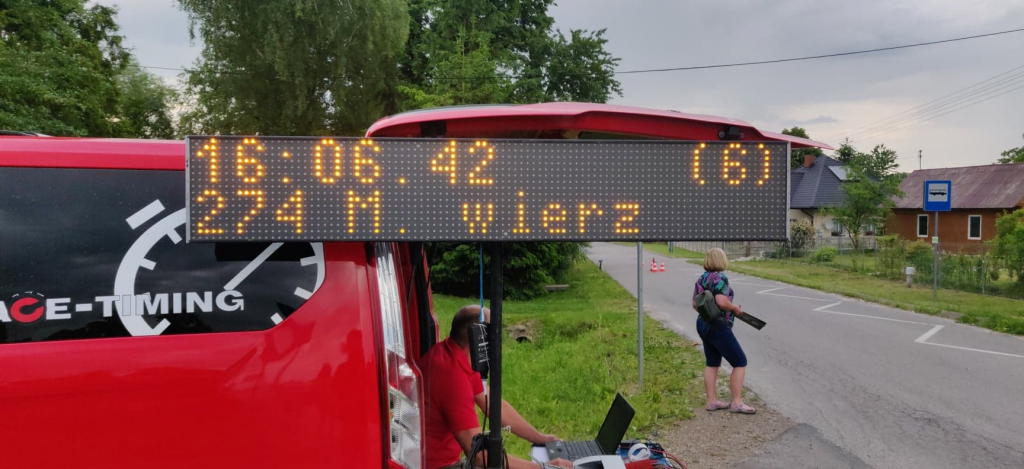 16:06.42 (6)
274 M. wierz
ACE-TIMING